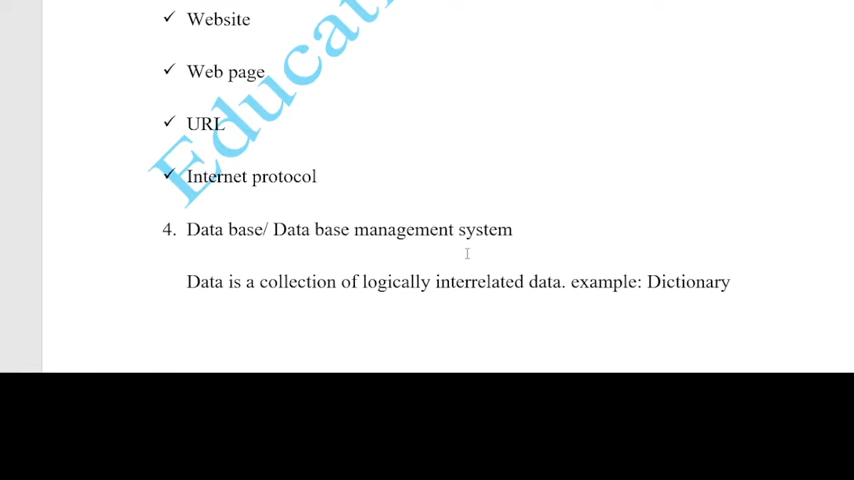 ✓ Website
✓ Web page
✓ URL
✓ Internet protocol
4. Data base/ Data base management system
Data is a collection of logically interrelated data. example: Dictionary
Educati